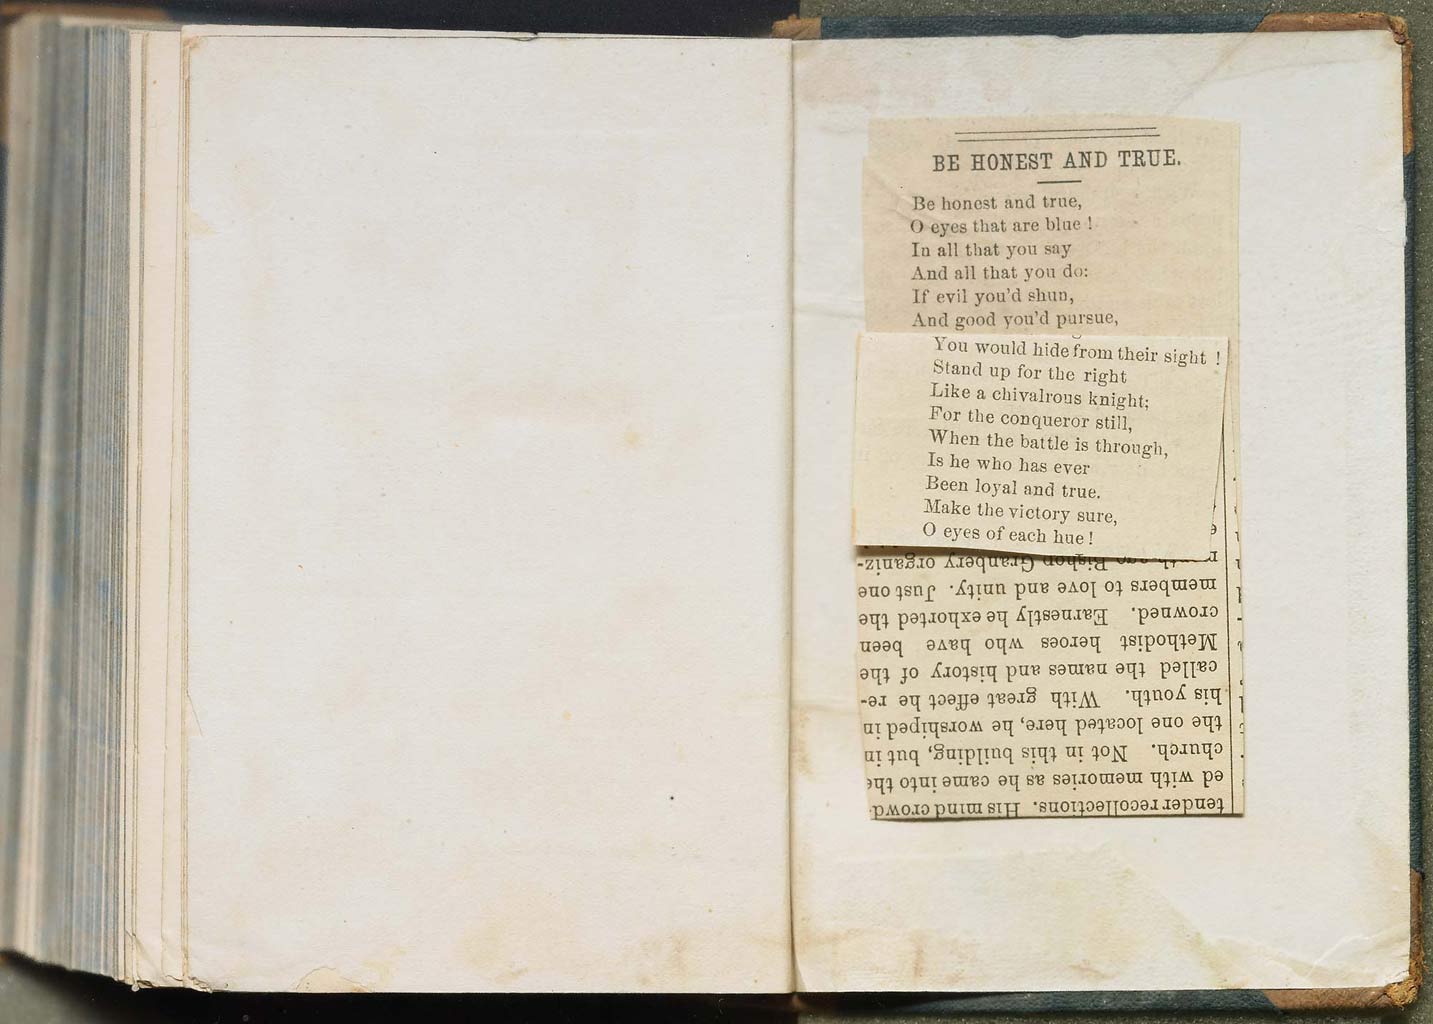 BE HONEST AND TRUE.
Be honest and true,
O eyes that are blue !
In all that you say
And all that you do:
If evil you'd shun,
And good you'd pursue,
You would hide from their sight !
Stand up for the right
Like a chivalrous knight;
For the conqueror still,
When the battle is through,
Is he who has ever
Been loyal and true.
Make the victory sure,
O eyes of each hue !
tender recollections. His mind crowd-
ed with memories as he came into the
church. Not in this building, but in
the one located here, he worshiped in
his youth. With great effect he re-
called the names and history of the
Methodist heroes who have been
crowned. Earnestly he exhorted the
members to love and unity. Just one
ago Bishop Granbery organiz-